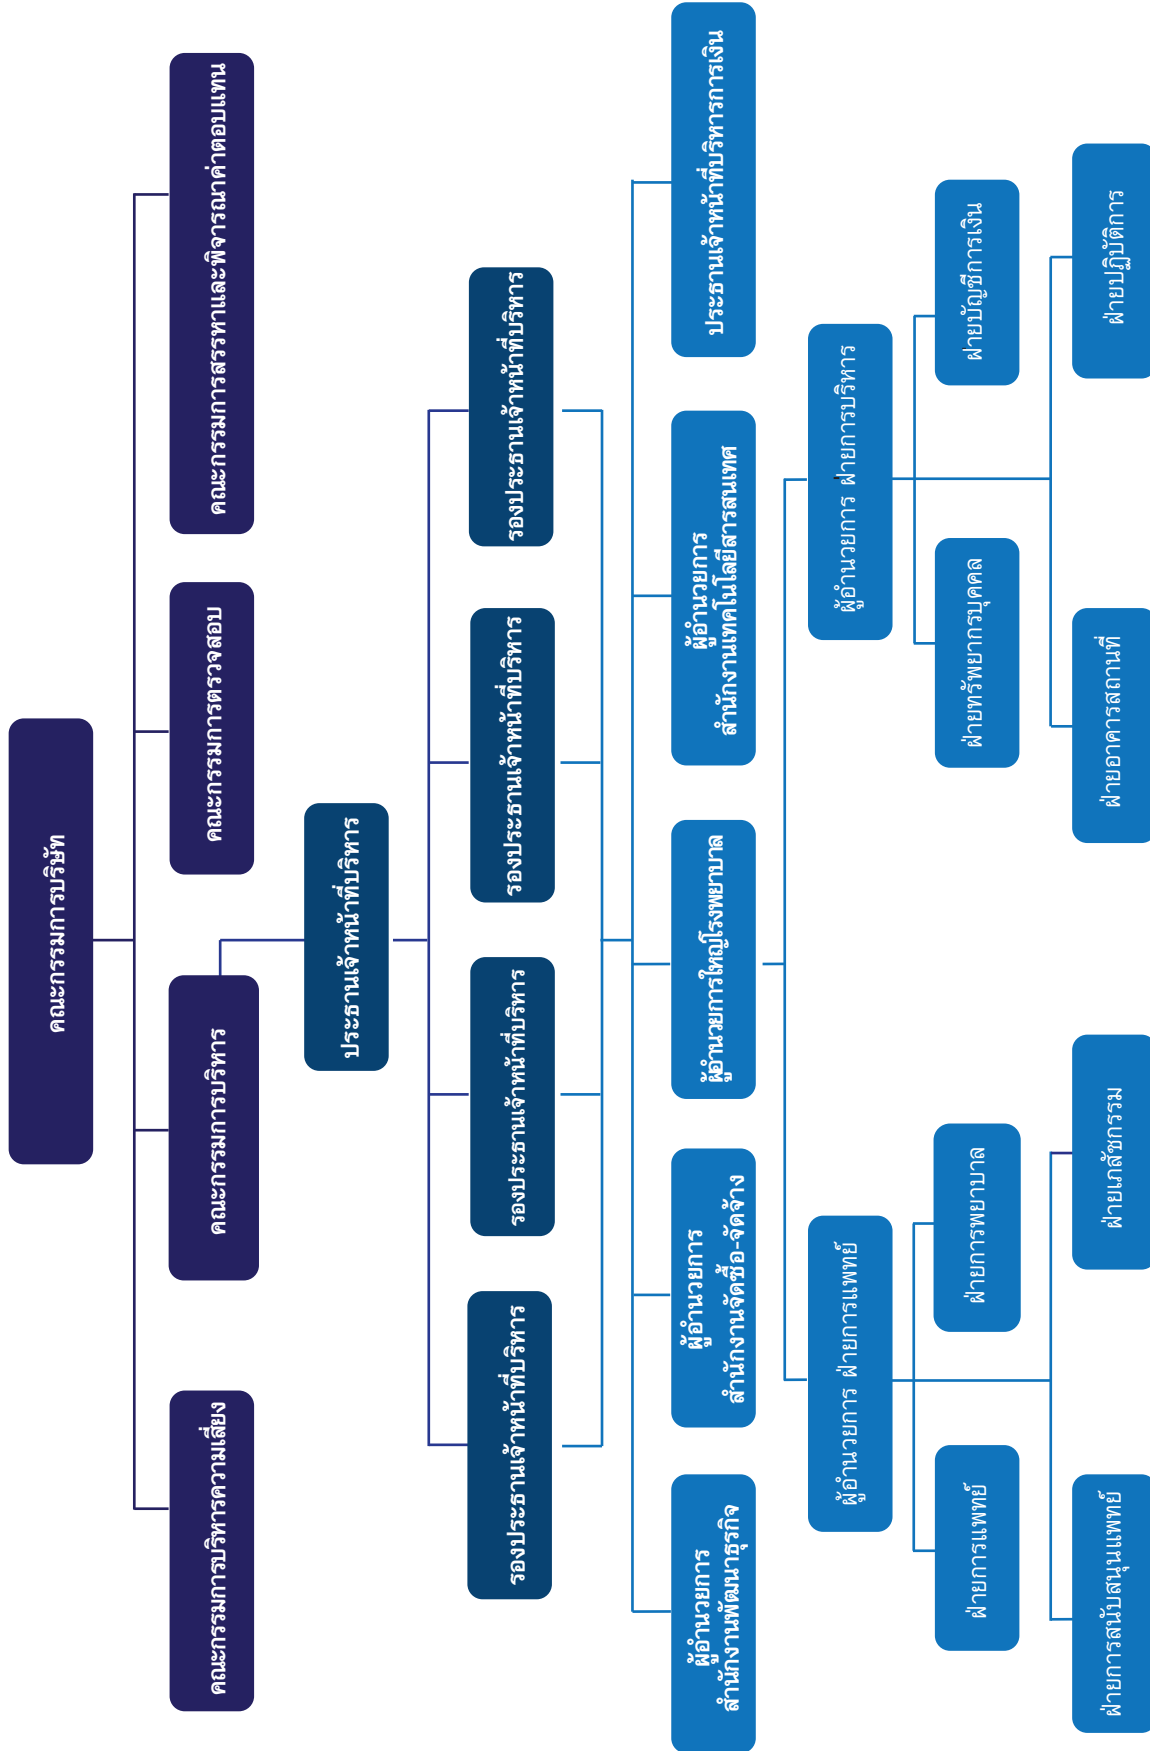 คณะกรรมการบริษัท
คณะกรรมการบริหารความเสี่ยง
คณะกรรมการบริหาร
คณะกรรมการตรวจสอบ
คณะกรรมการสรรหาและพิจารณาค่าตอบแทน
ประธานเจ้าหน้าที่บริหาร
รองประธานเจ้าหน้าที่บริหาร
รองประธานเจ้าหน้าที่บริหาร
รองประธานเจ้าหน้าที่บริหาร
รองประธานเจ้าหน้าที่บริหาร
ผู้อำนวยการ
สำนักงานพัฒนาธุรกิจ
ผู้อำนวยการ
สำนักงานจัดซื้อ-จัดจ้าง
ผู้อำนวยการใหญ่โรงพยาบาล
ผู้อำนวยการ
สำนักงานเทคโนโลยีสารสนเทศ
ประธานเจ้าหน้าที่บริหารการเงิน
ผู้อำนวยการ ฝ่ายการแพทย์
ผู้อำนวยการ ฝ่ายการบริหาร
ฝ่ายการแพทย์
ฝ่ายการพยาบาล
ฝ่ายทรัพยากรบุคคล
ฝ่ายบัญชีการเงิน
ฝ่ายการสนับสนุนแพทย์
ฝ่ายเภสัชกรรม
ฝ่ายอาคารสถานที่
ฝ่ายปฏิบัติการ